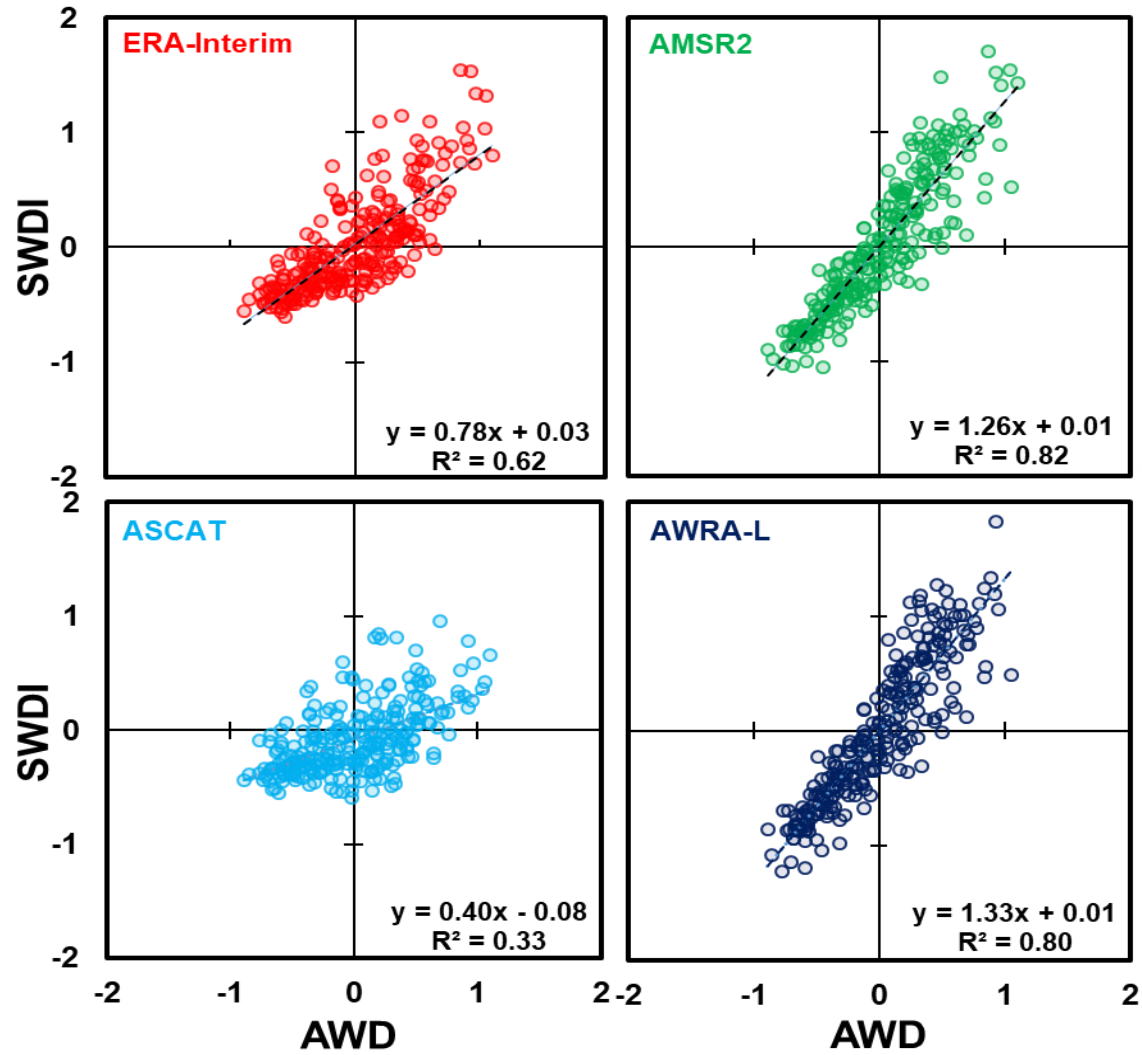 2
ERA-Interim
AMSR2
1
SWDI
0
-1
y = 0.78x + 0.03
R² = 0.62
y = 1.26x + 0.01
R² = 0.82
-2
2
ASCAT
AWRA-L
1
SWDI
0
-1
y = 0.40x - 0.08
R² = 0.33
y = 1.33x + 0.01
R² = 0.80
-2
-2 -1 0 1 2 -2 -1 0 1 2
AWD AWD